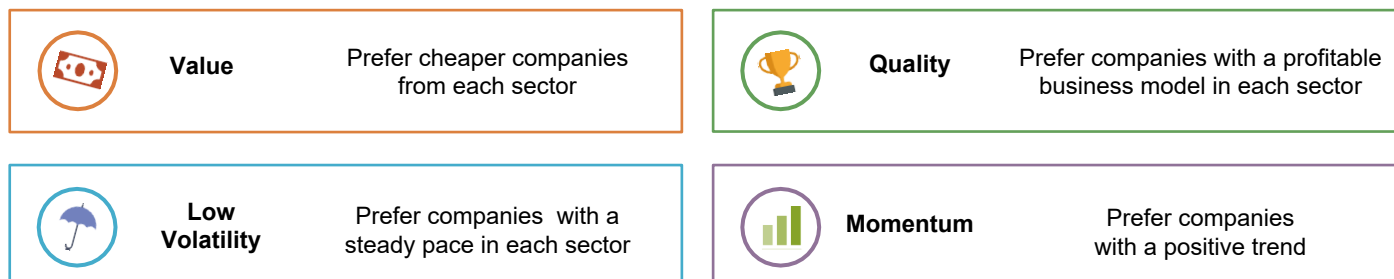 Value
Prefer cheaper companies
from each sector
Quality
Prefer companies with a profitable
business model in each sector
Low
Volatility
Prefer companies with a
steady pace in each sector
Momentum
Prefer companies
with a positive trend